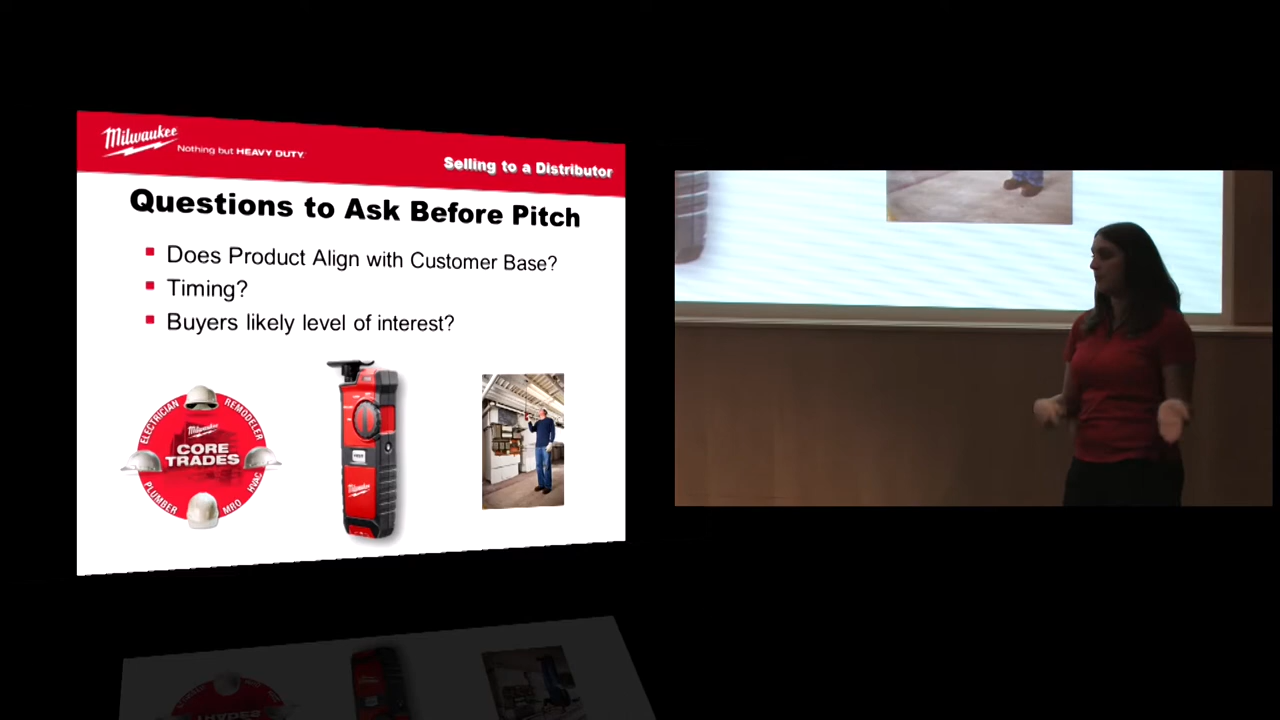 Milwaukee
Nothing but HEAVY DUTY.
Selling to a Distributor
Questions to Ask Before Pitch
Does Product Align with Customer Base?
Timing?
Buyers likely level of interest?
ELECTRICIAN
REMODELER
Milwaukee
CORE
TRADES
PLUMBER
MRO
HVAC
Milwaukee